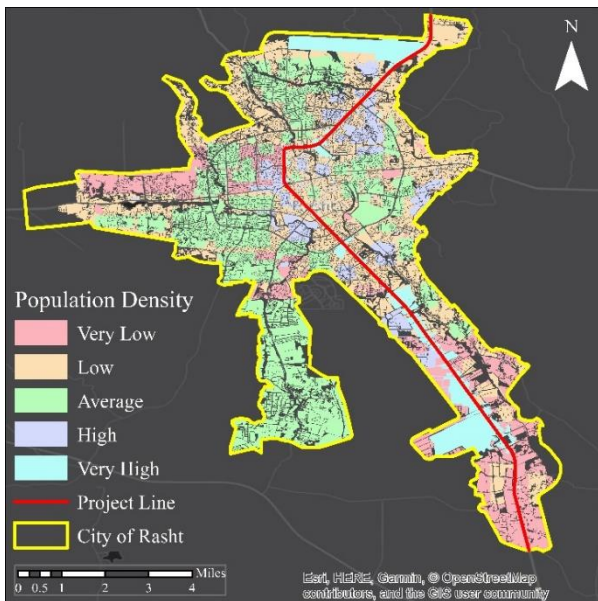 N
Population Density
Very Low
Low
Average
High
Very High
Project Line
City of Rasht
Miles
0 0.5 1 2 3 4
Esri, HERE, Garmin, © OpenStreetMap
contributors, and the GIS user community